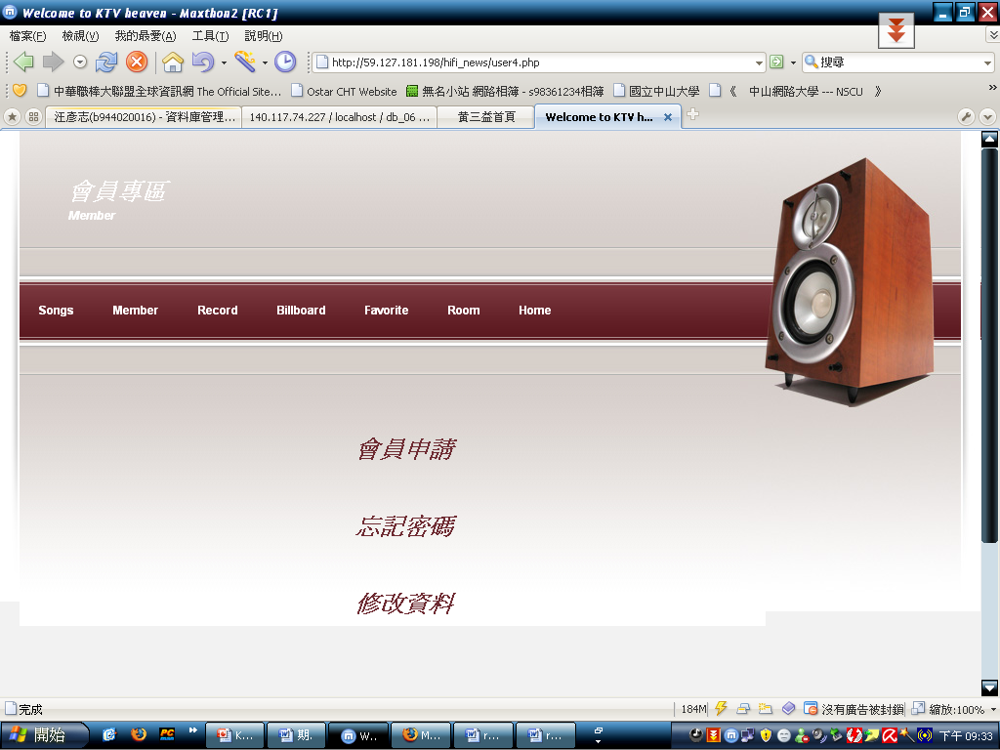 Welcome to KTV heaven - Maxthon2 [RC1]
檔案(F) 檢視(V) 我的最愛(A) 工具(T) 說明(H)
http://59.127.181.198/hifi_news/user4.php 搜尋
中華職棒大聯盟全球資訊網 The Official Site... Ostar CHT Website 無名小站 網路相簿 - s98361234相簿 國立中山大學 《 中山網路大學 --- NSCU 》
汪彥志(b944020016) - 資料庫管理... 140.117.74.227 / localhost / db_06 ... 黃三益首頁 Welcome to KTV h...
會員專區
Member
Songs Member Record Billboard Favorite Room Home
會員申請
忘記密碼
修改資料
完成 184M 沒有廣告被封鎖 縮放:100%
開始 K... 期... W... M... r... r... 下午 09:33